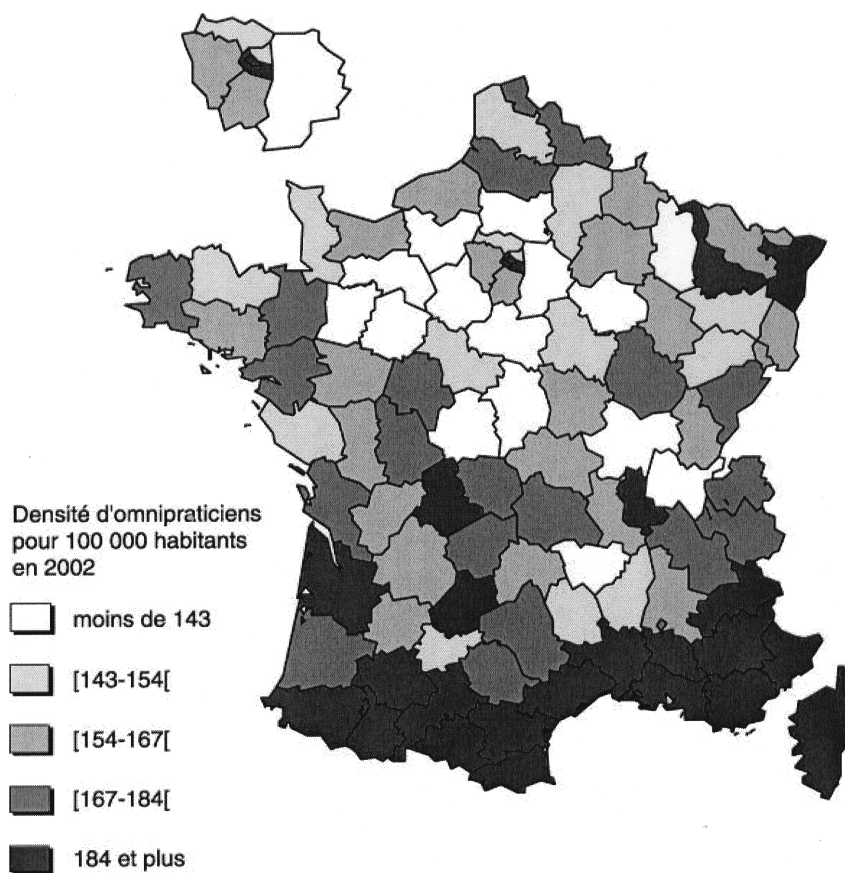 Densité d'omnipraticiens
pour 100 000 habitants
en 2002
moins de 143
[143-154[
[154-167[
[167-184[
184 et plus